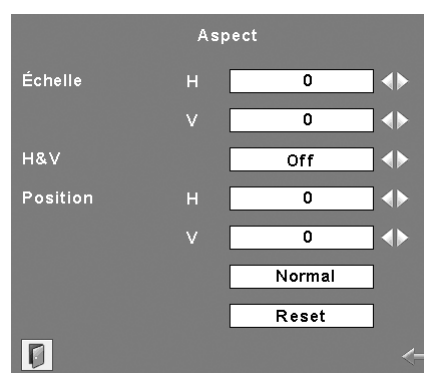 Aspect
Échelle H 0
V 0
H&V Off
Position H 0
V 0
Normal
Reset